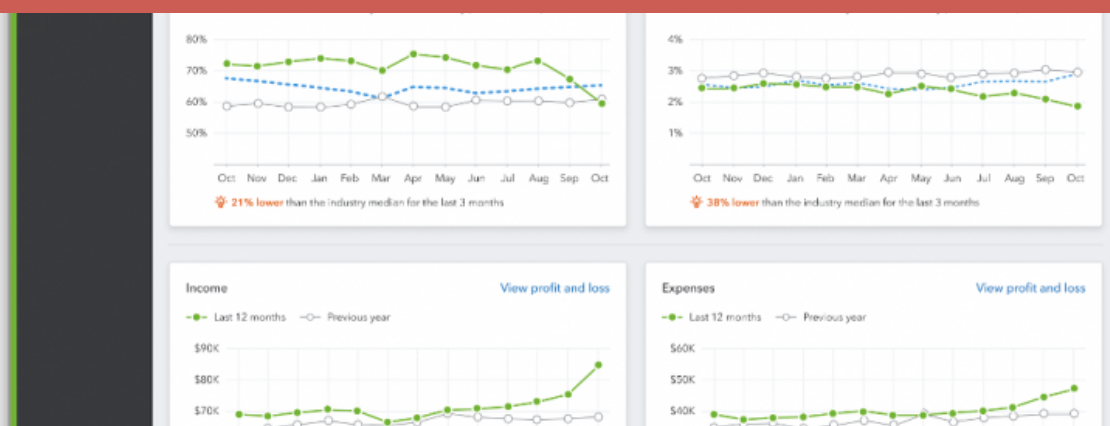 80%
70%
60%
50%
Oct Nov Dec Jan Feb Mar Apr May Jun Jul Aug Sep Oct
21% lower than the industry median for the last 3 months
4%
3%
2%
1%
Oct Nov Dec Jan Feb Mar Apr May Jun Jul Aug Sep Oct
38% lower than the industry median for the last 3 months
Income View profit and loss
Last 12 months Previous year
$90K
$80K
$70K
Expenses View profit and loss
Last 12 months Previous year
$60K
$50K
$40K